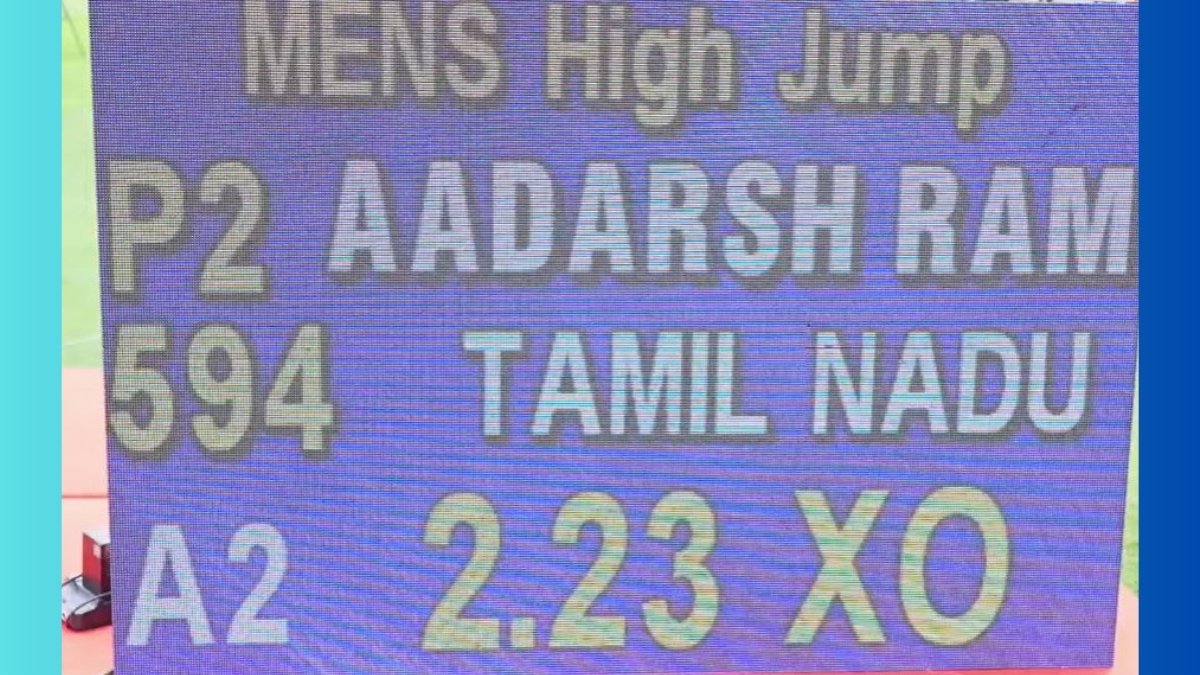 MENS High Jump
P2 AADARSH RAM
594 TAMIL NADU
A2 2.23 XO